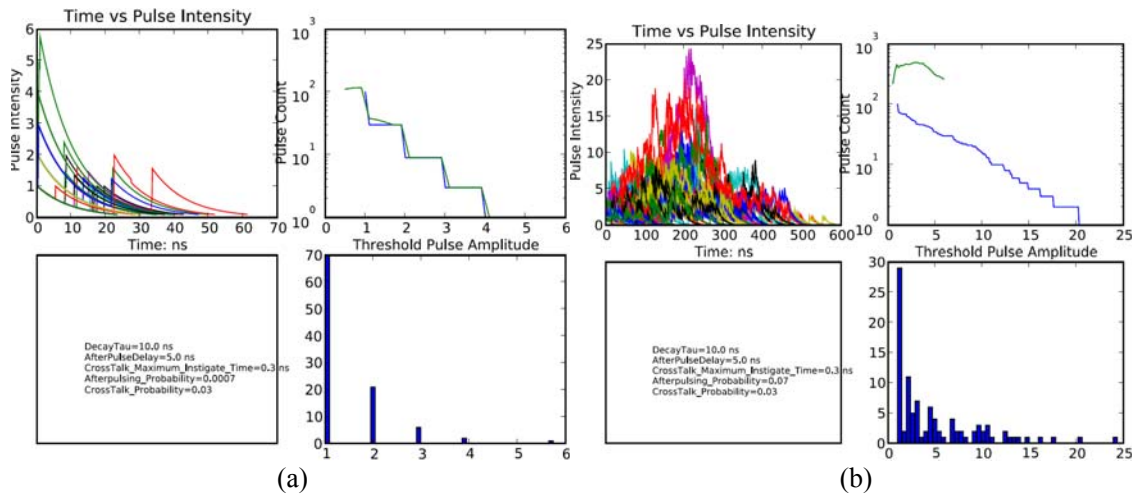 Time vs Pulse Intensity
Pulse Intensity
6
5
4
3
2
1
0
0 10 20 30 40 50 60 70
Time: ns
Pulse Count
10 3
10 2
10 1
10 0
0 1 2 3 4 5 6
Threshold Pulse Amplitude
DecayTau=10.0 ns
AfterPulseDelay=5.0 ns
CrossTalk_Maximum_Instigate_Time=0.3 ns
Afterpulsing_Probability=0.0007
CrossTalk_Probability=0.03
70
60
50
40
30
20
10
0
1 2 3 4 5 6
(a)
Time vs Pulse Intensity
Pulse Intensity
25
20
15
10
5
0
0 100 200 300 400 500 600
Time: ns
Pulse Count
10 3
10 2
10 1
10 0
0 5 10 15 20 25
Threshold Pulse Amplitude
DecayTau=10.0 ns
AfterPulseDelay=5.0 ns
CrossTalk_Maximum_Instigate_Time=0.3 ns
Afterpulsing_Probability=0.07
CrossTalk_Probability=0.03
30
25
20
15
10
5
0
0 5 10 15 20 25
(b)